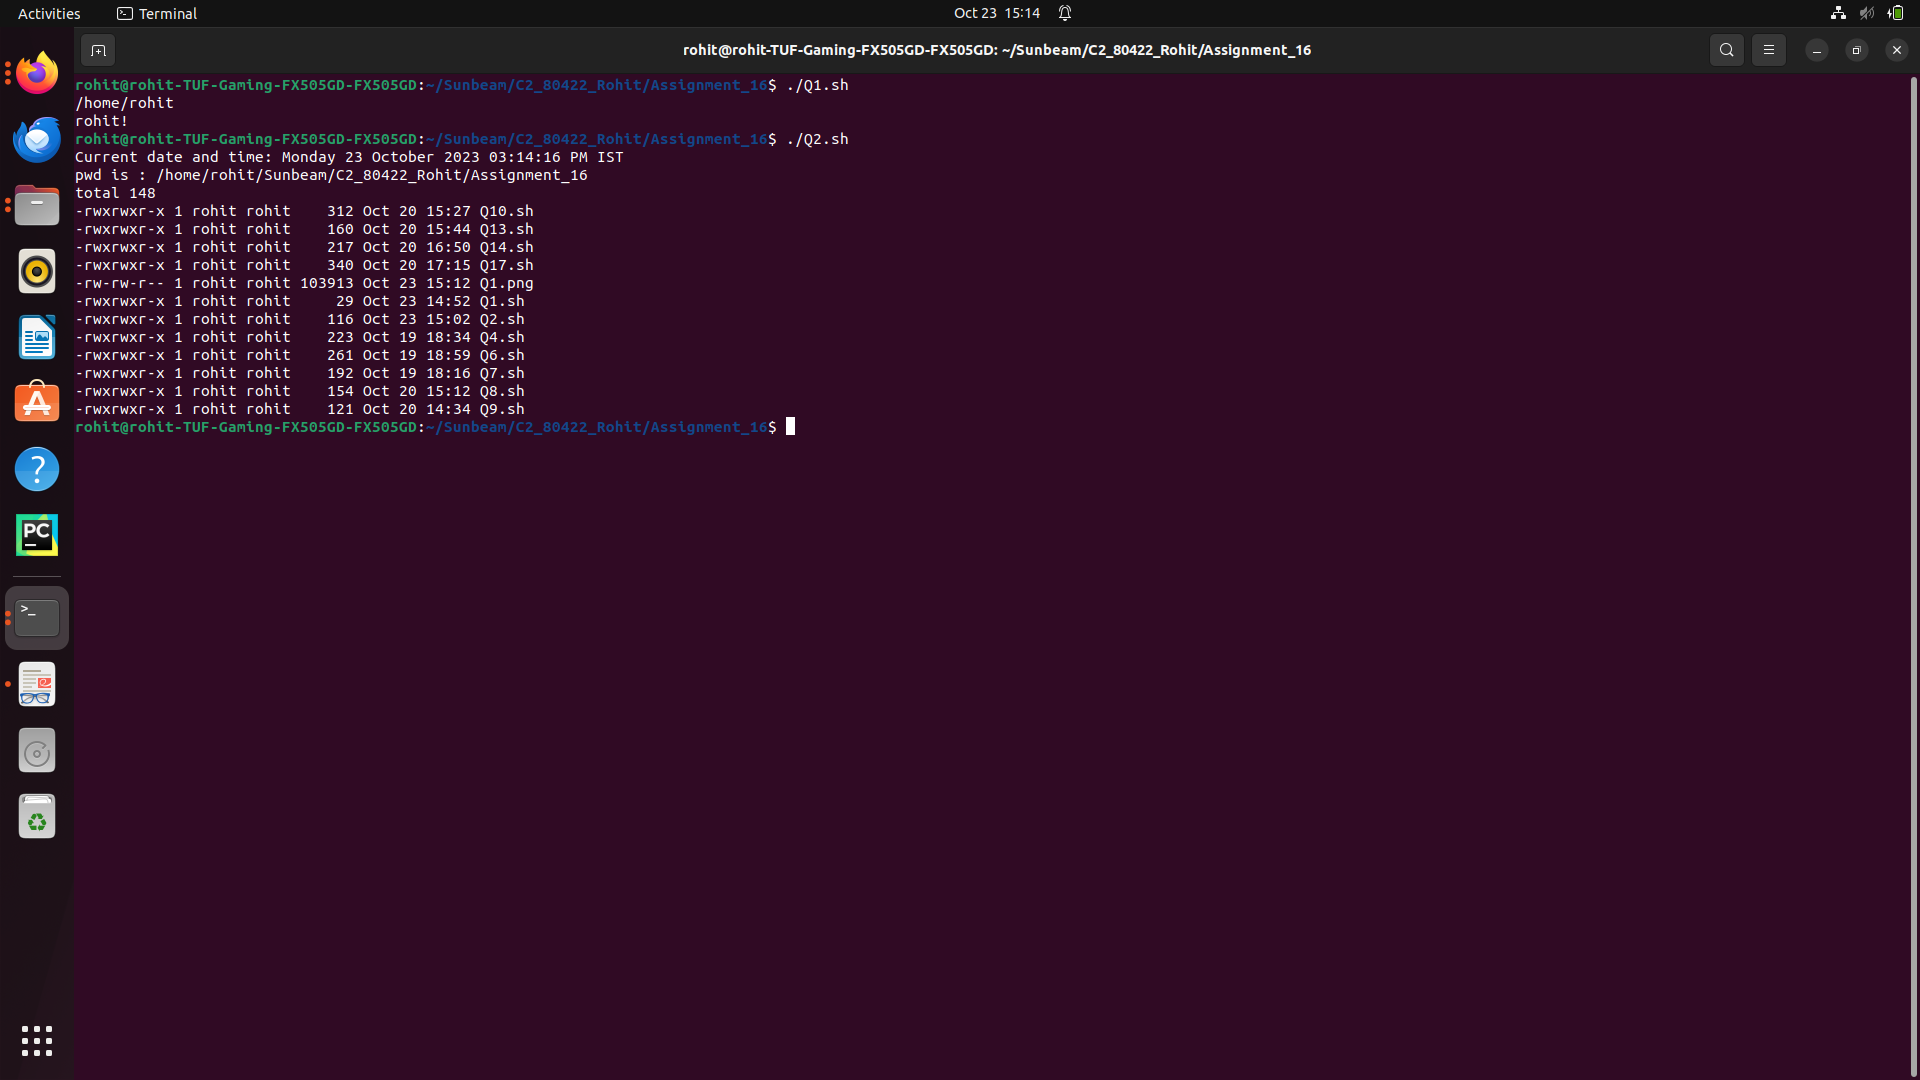 Activities Terminal Oct 23 15:14
rohit@rohit-TUF-Gaming-FX505GD-FX505GD: ~/Sunbeam/C2_80422_Rohit/Assignment_16
rohit@rohit-TUF-Gaming-FX505GD-FX505GD:~/Sunbeam/C2_80422_Rohit/Assignment_16$ ./Q1.sh
/home/rohit
rohit!
rohit@rohit-TUF-Gaming-FX505GD-FX505GD:~/Sunbeam/C2_80422_Rohit/Assignment_16$ ./Q2.sh
Current date and time: Monday 23 October 2023 03:14:16 PM IST
pwd is : /home/rohit/Sunbeam/C2_80422_Rohit/Assignment_16
total 148
-rwxrwxr-x 1 rohit rohit    312 Oct 20 15:27 Q10.sh
-rwxrwxr-x 1 rohit rohit    160 Oct 20 15:44 Q13.sh
-rwxrwxr-x 1 rohit rohit    217 Oct 20 16:50 Q14.sh
-rwxrwxr-x 1 rohit rohit    340 Oct 20 17:15 Q17.sh
-rw-rw-r-- 1 rohit rohit 103913 Oct 23 15:12 Q1.png
-rwxrwxr-x 1 rohit rohit     29 Oct 23 14:52 Q1.sh
-rwxrwxr-x 1 rohit rohit    116 Oct 23 15:02 Q2.sh
-rwxrwxr-x 1 rohit rohit    223 Oct 19 18:34 Q4.sh
-rwxrwxr-x 1 rohit rohit    261 Oct 19 18:59 Q6.sh
-rwxrwxr-x 1 rohit rohit    192 Oct 19 18:16 Q7.sh
-rwxrwxr-x 1 rohit rohit    154 Oct 20 15:12 Q8.sh
-rwxrwxr-x 1 rohit rohit    121 Oct 20 14:34 Q9.sh
rohit@rohit-TUF-Gaming-FX505GD-FX505GD:~/Sunbeam/C2_80422_Rohit/Assignment_16$
PC
>_